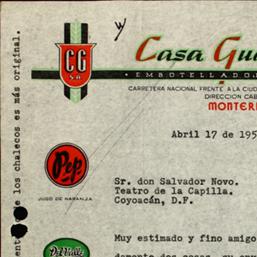 CG
S A
Casa Gu
EMBOTELLADO
CARRETERA NACIONAL FRENTE A LA CIUD
DIRECCION CAB
MONTER
Abril 17 de 195
Pep.
JUGO DE NARANJA
Sr. don Salvador Novo.
Teatro de la Capilla.
Coyoacán, D.F.
Del Valle
Muy estimado y fino amigo
los chalecos es más original.